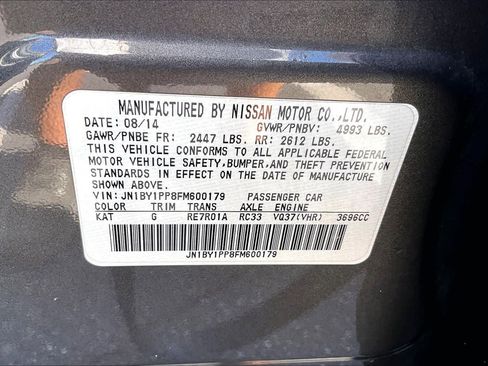 MANUFACTURED BY NISSAN MOTOR CO.,LTD.
DATE: 08/14 GVWR/PNBV: 4993 LBS.
GAWR/PNBE FR: 2447 LBS. RR: 2612 LBS.
THIS VEHICLE CONFORMS TO ALL APPLICABLE FEDERAL
MOTOR VEHICLE SAFETY, BUMPER, AND THEFT PREVENTION
STANDARDS IN EFFECT ON THE DATE OF MANUFACTURE
SHOWN ABOVE.
VIN: JN1BY1PP8FM600179 PASSENGER CAR
COLOR TRIM TRANS AXLE ENGINE
KAT G RE7R01A RC33 VQ37(VHR) 3696CC
JN1BY1PP8FM600179